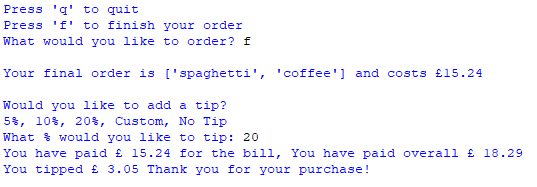 Press 'q' to quit
Press 'f' to finish your order
What would you like to order? f
Your final order is ['spaghetti', 'coffee'] and costs £15.24
Would you like to add a tip?
5%, 10%, 20%, Custom, No Tip
What % would you like to tip: 20
You have paid £ 15.24 for the bill, You have paid overall £ 18.29
You tipped £ 3.05 Thank you for your purchase!